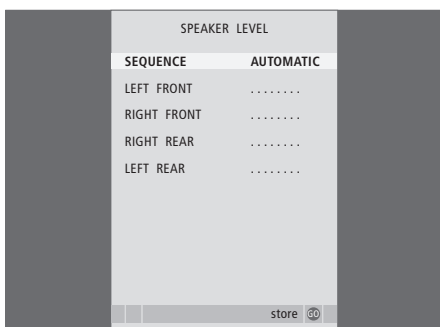 SPEAKER LEVEL
SEQUENCE AUTOMATIC
LEFT FRONT ........
RIGHT FRONT ........
RIGHT REAR ........
LEFT REAR ........
store GO